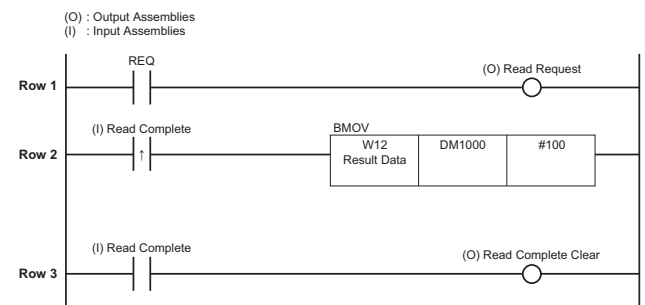 (O) : Output Assemblies
(I) : Input Assemblies
REQ
(O) Read Request
Row 1
(I) Read Complete
BMOV
Row 2
↑
W12
Result Data
DM1000
#100
(I) Read Complete
(O) Read Complete Clear
Row 3